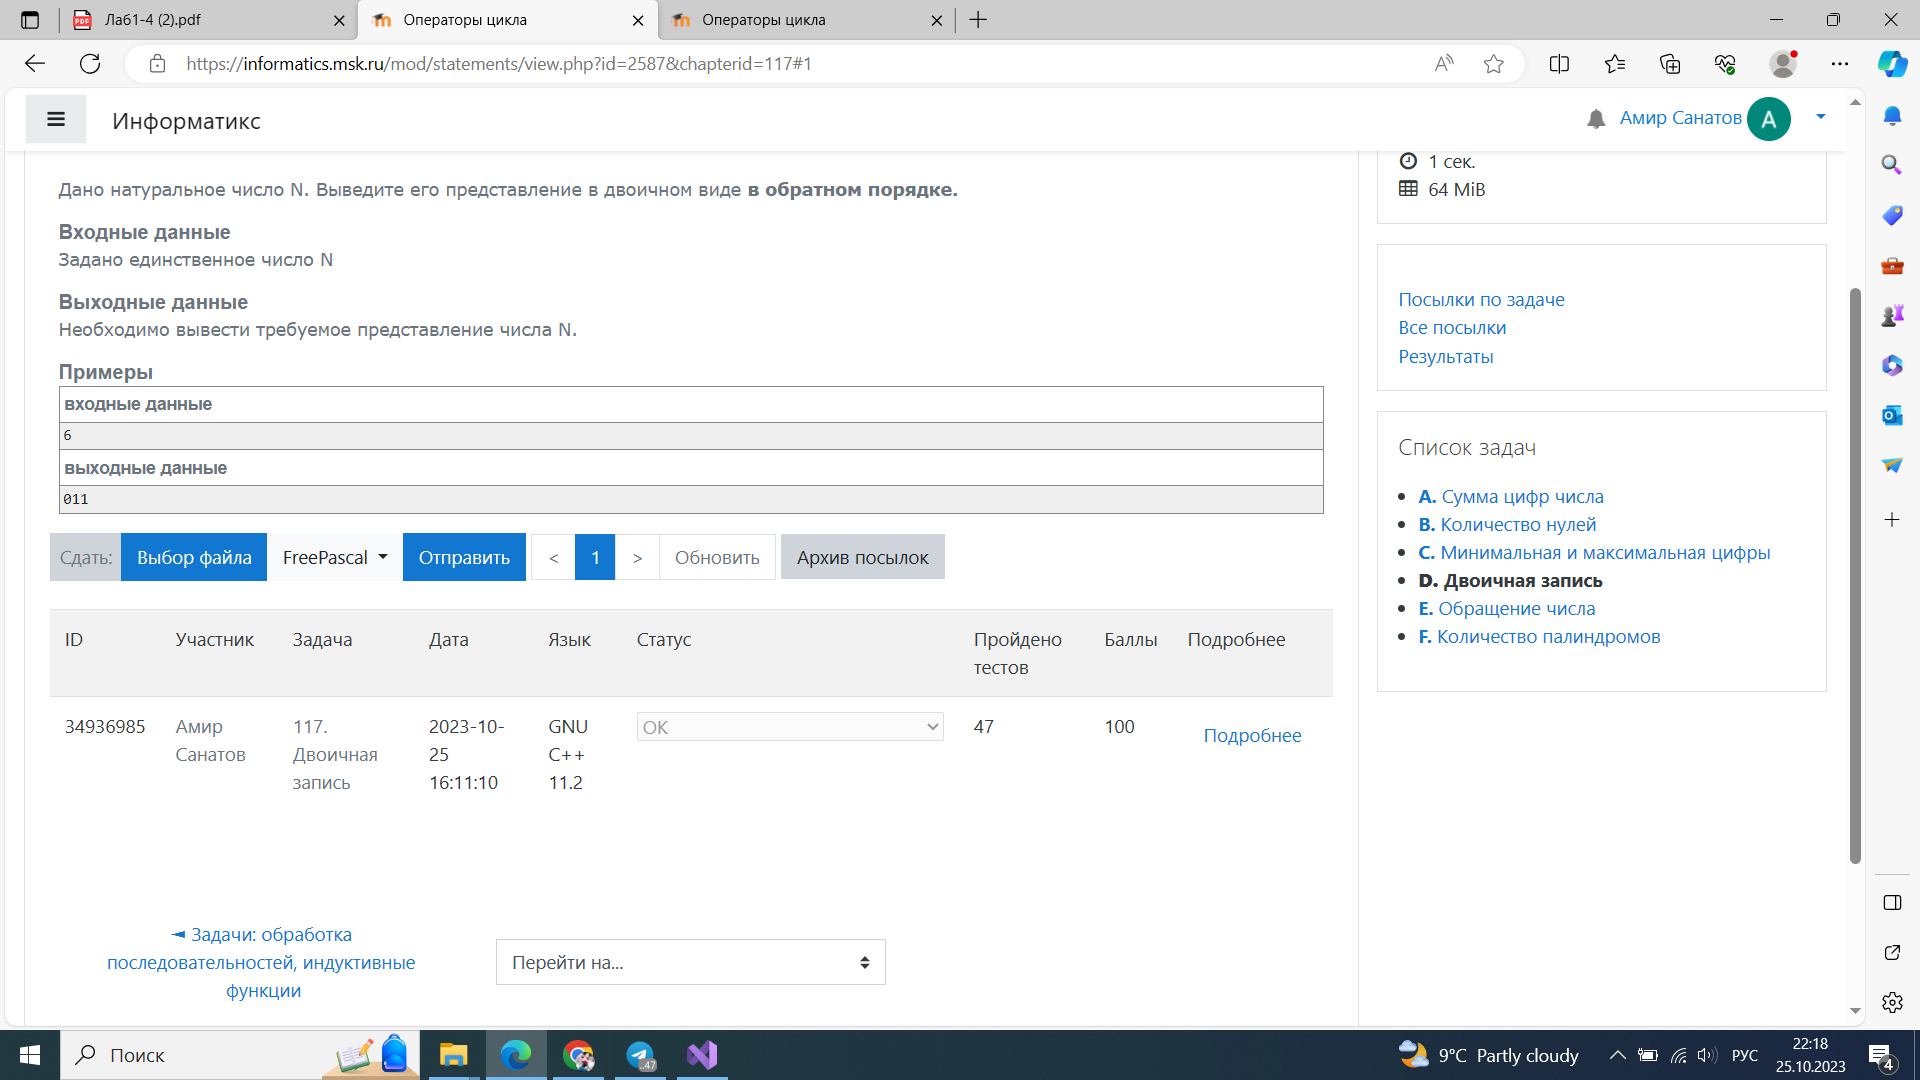 Лаб1-4 (2).pdf
Операторы цикла
Операторы цикла
https://informatics.msk.ru/mod/statements/view.php?id=2587&chapterid=117#1
Информатикс
Амир Санатов
A
1 сек.
64 MiB
Дано натуральное число N. Выведите его представление в двоичном виде в обратном порядке.
Входные данные
Задано единственное число N
Выходные данные
Необходимо вывести требуемое представление числа N.
Примеры
входные данные
6
выходные данные
011
Посылки по задаче
Все посылки
Результаты
Список задач
A. Сумма цифр числа
B. Количество нулей
C. Минимальная и максимальная цифры
D. Двоичная запись
E. Обращение числа
F. Количество палиндромов
Сдать: Выбор файла FreePascal Отправить < 1 > Обновить Архив посылок
ID Участник Задача Дата Язык Статус Пройдено тестов Баллы Подробнее
34936985 Амир Санатов 117. Двоичная запись 2023-10-25 16:11:10 GNU C++ 11.2 OK 47 100 Подробнее
◄ Задачи: обработка
последовательностей, индуктивные
функции
Перейти на...
Поиск
47
9°C Partly cloudy
РУС
22:18
25.10.2023
4